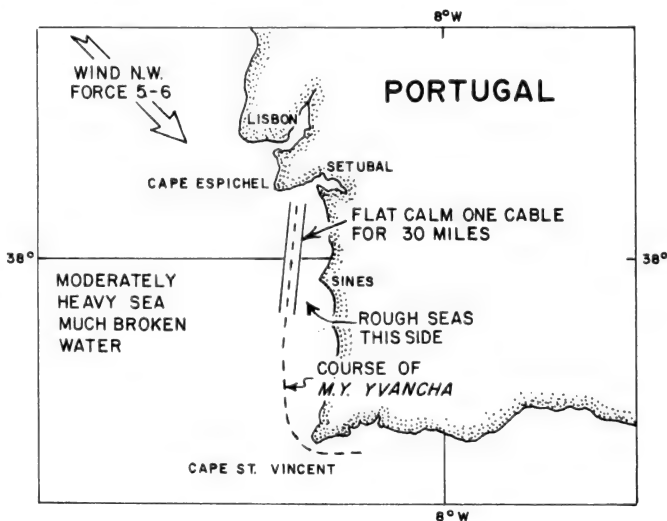 8°W
WIND N.W.
FORCE 5-6
PORTUGAL
LISBON
SETUBAL
CAPE ESPICHEL
FLAT CALM ONE CABLE
FOR 30 MILES
38°
38°
MODERATELY
HEAVY SEA
MUCH BROKEN
WATER
SINES
ROUGH SEAS
THIS SIDE
COURSE OF
M.Y. YVANCHA
CAPE ST. VINCENT
8°W